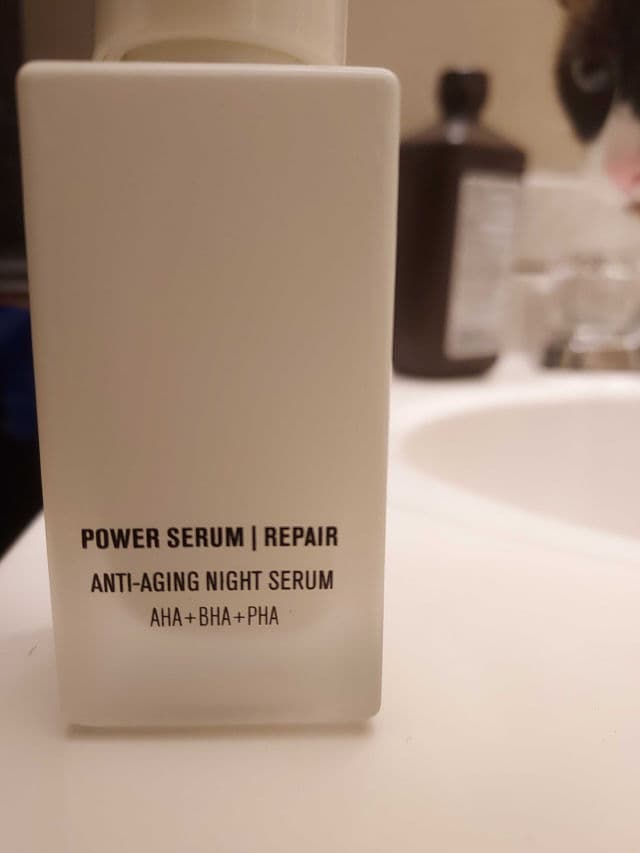 POWER SERUM | REPAIR
ANTI-AGING NIGHT SERUM
AHA+BHA+PHA